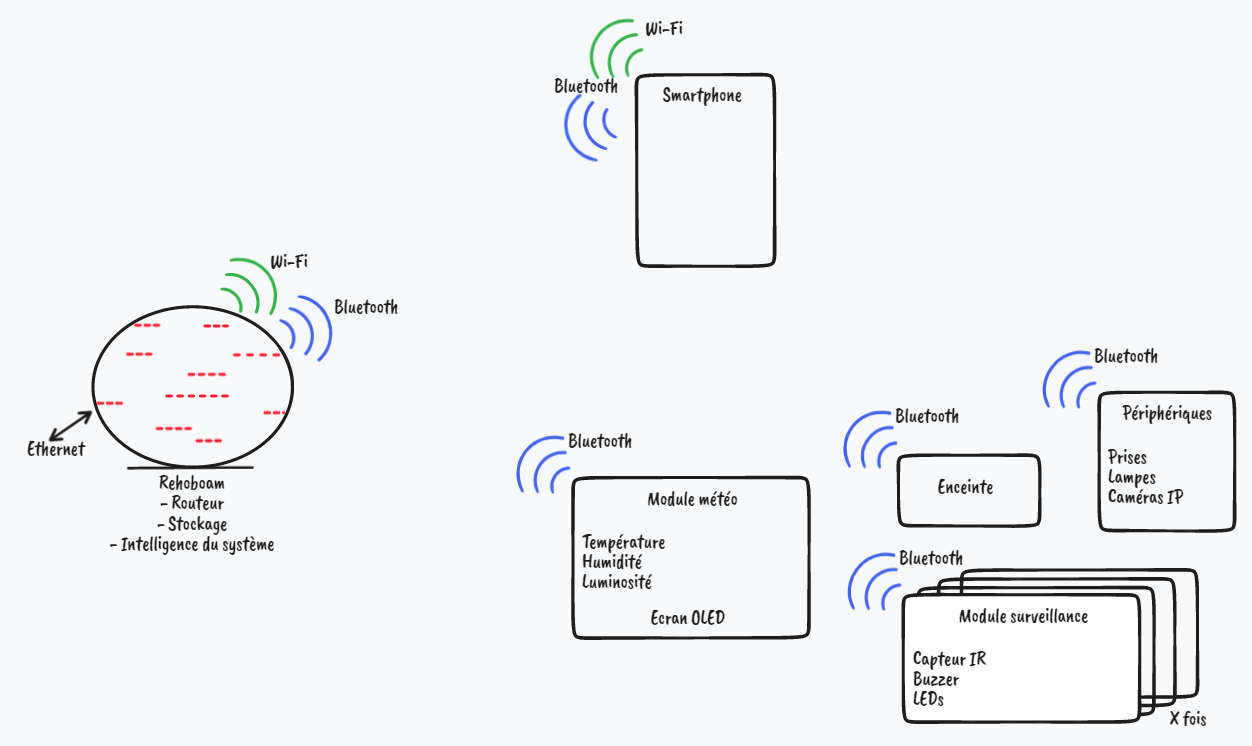 Wi-Fi
Bluetooth
Smartphone
Wi-Fi
Bluetooth
Ethernet
Rehoboam
- Routeur
- Stockage
- Intelligence du système
Bluetooth
Module météo
Température
Humidité
Luminosité
Ecran OLED
Bluetooth
Enceinte
Bluetooth
Périphériques
Prises
Lampes
Caméras IP
Bluetooth
Module surveillance
Capteur IR
Buzzer
LEDs
X fois